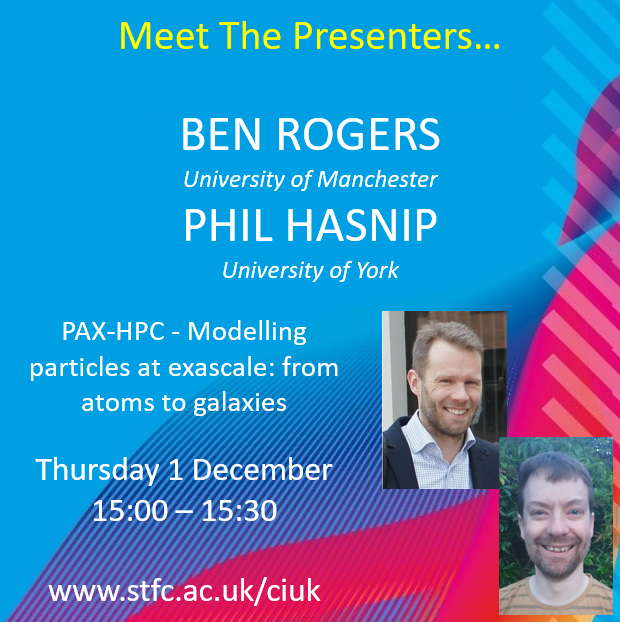 Meet The Presenters...
BEN ROGERS
University of Manchester
PHIL HASNIP
University of York
PAX-HPC - Modelling
particles at exascale: from
atoms to galaxies
Thursday 1 December
15:00 – 15:30
www.stfc.ac.uk/ciuk